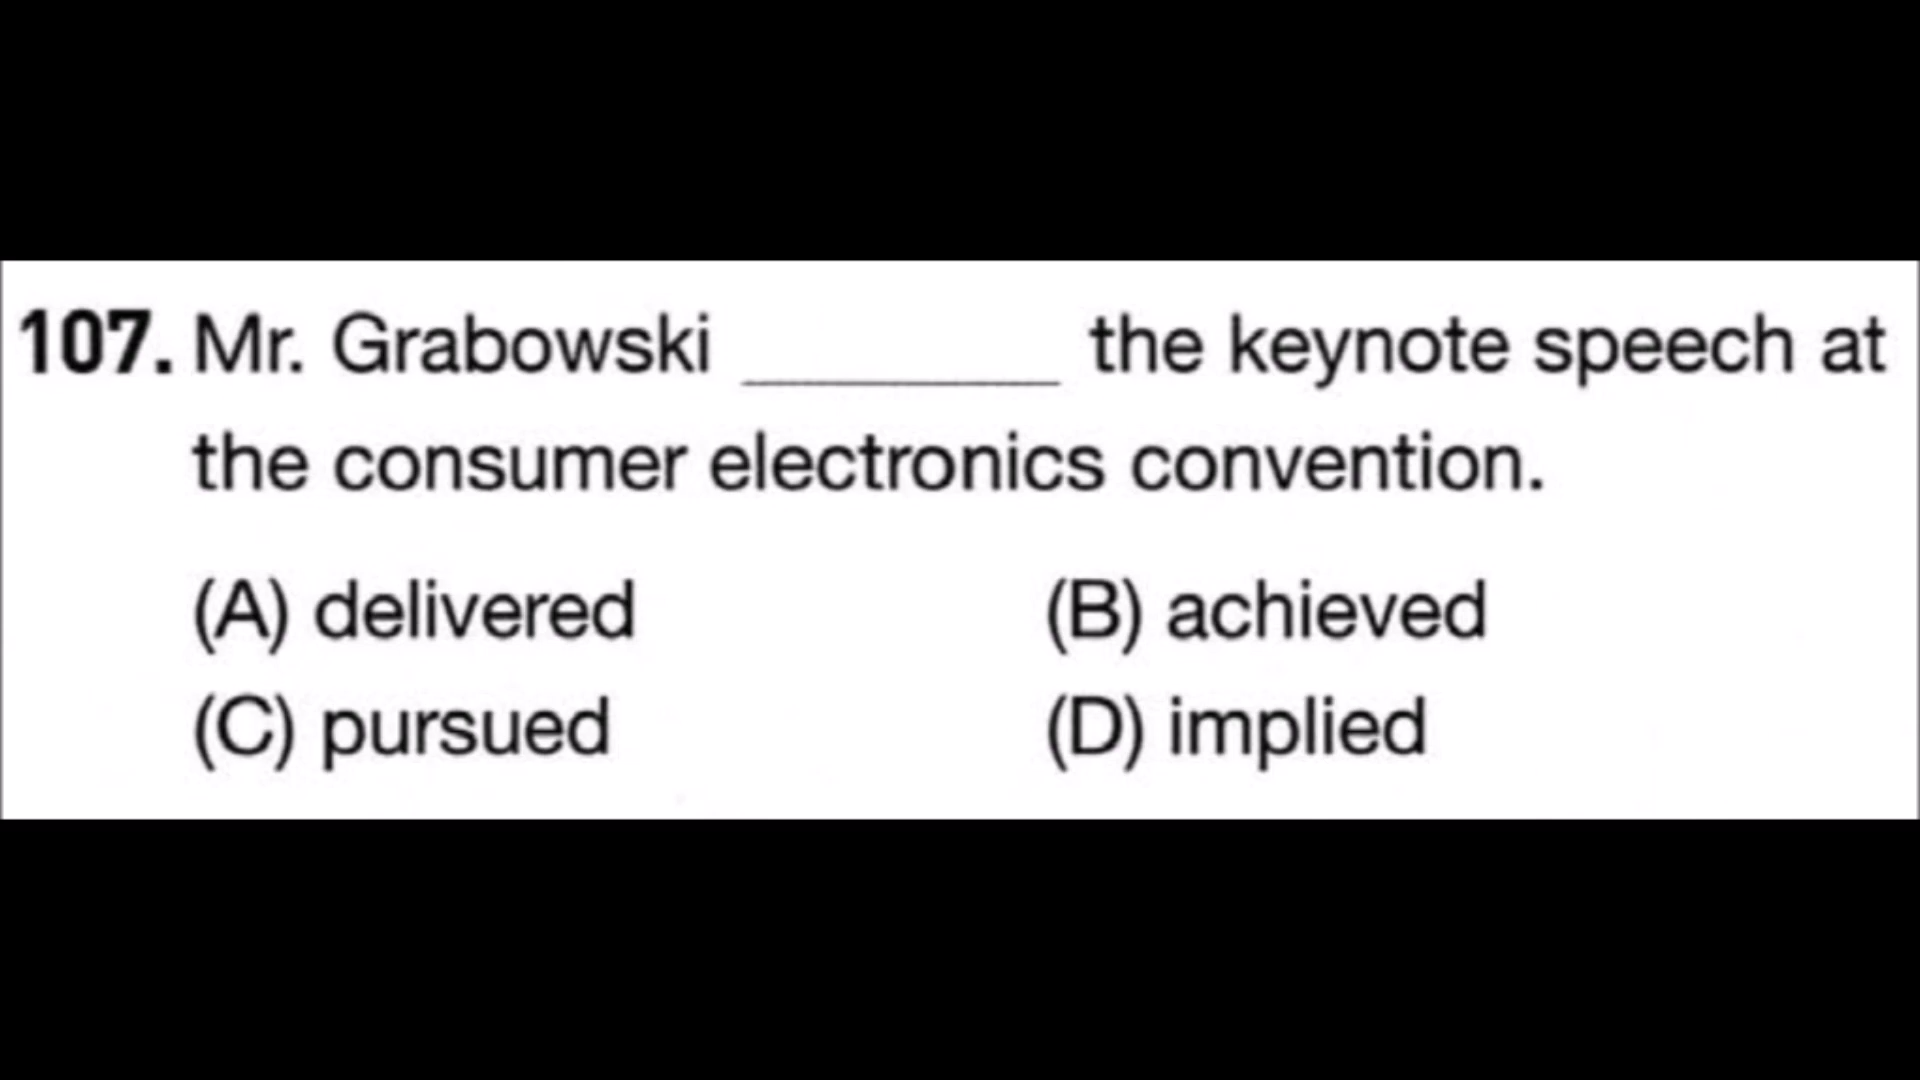 107. Mr. Grabowski ________ the keynote speech at
the consumer electronics convention.
(A) delivered (B) achieved
(C) pursued (D) implied